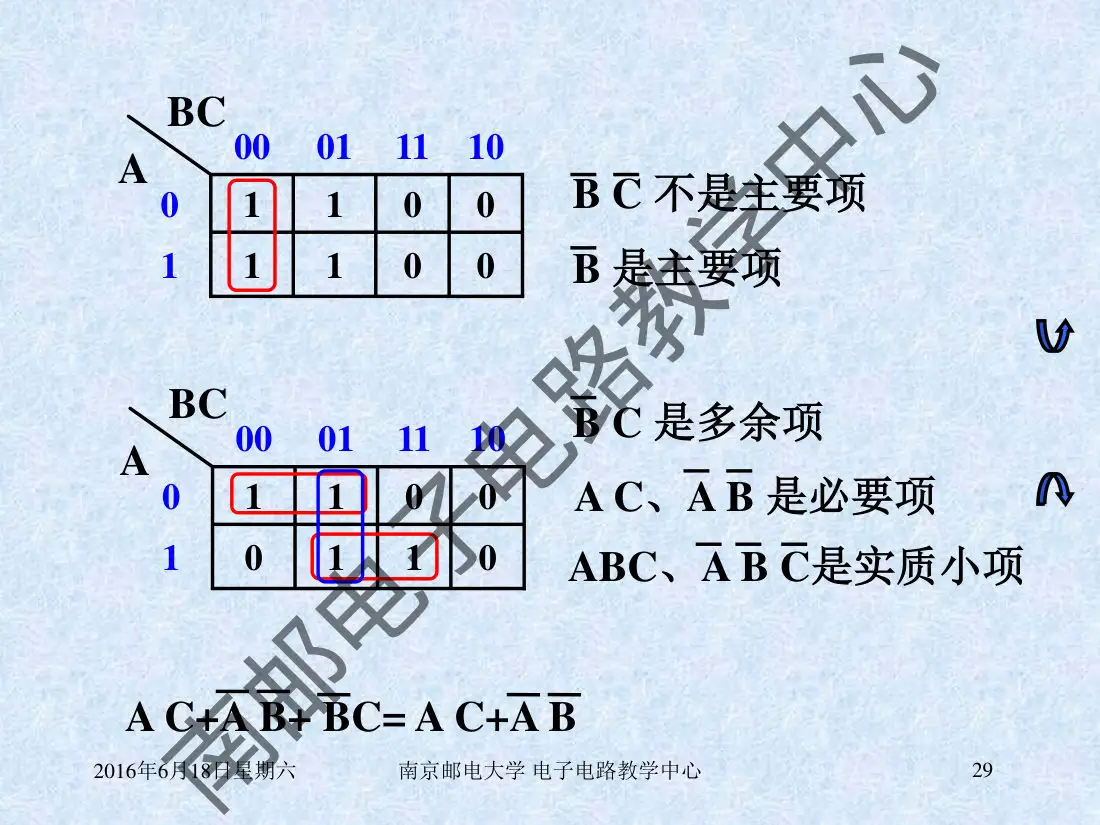 BC
A
00 01 11 10
0 1 1 0 0
1 1 1 0 0
B̅ C̅ 不是主要项
B̅ 是主要项
BC
A
00 01 11 10
0 1 1 0 0
1 0 1 1 0
B̅ C 是多余项
A C、A̅ B̅ 是必要项
ABC、A̅ B̅ C̅是实质小项
A C+A̅ B̅+ B̅C= A C+A̅ B̅
2016年6月18日星期六 南京邮电大学 电子电路教学中心 29
南邮电子电路教学中心